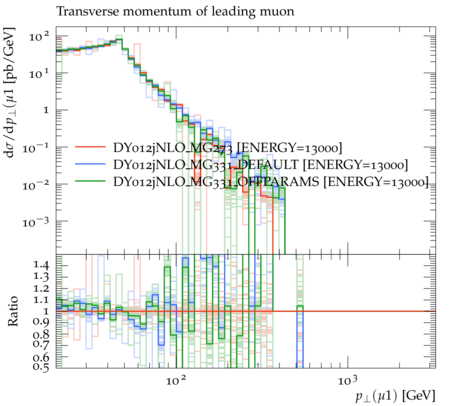 Transverse momentum of leading muon
dσ/dp⊥(μ1) [pb/GeV]
10²
10¹
1
10⁻¹
10⁻²
10⁻³
DY012jNLO_MG273 [ENERGY=13000]
DY012jNLO_MG331_DEFAULT [ENERGY=13000]
DY012jNLO_MG331_OFFPARAMS [ENERGY=13000]
Ratio
1.4
1.3
1.2
1.1
1
0.9
0.8
0.7
0.6
0.5
10² 10³
p⊥(μ1) [GeV]